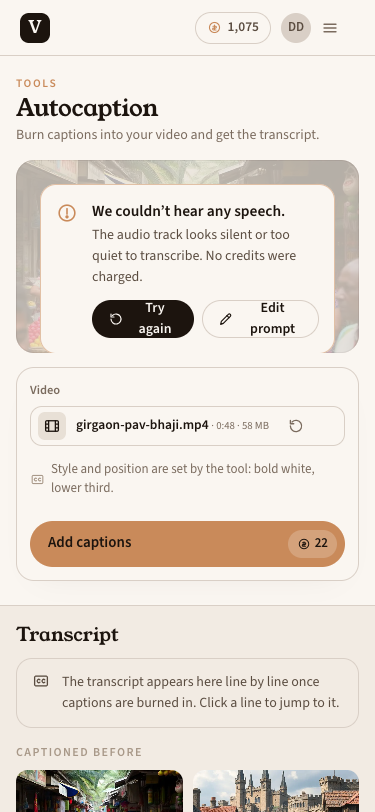 V
1,075
DD
TOOLS
Autocaption
Burn captions into your video and get the transcript.
We couldn’t hear any speech.
The audio track looks silent or too
quiet to transcribe. No credits were
charged.
Try
again
Edit
prompt
Video
girgaon-pav-bhaji.mp4 · 0:48 · 58 MB
CC
Style and position are set by the tool: bold white,
lower third.
Add captions
22
Transcript
CC
The transcript appears here line by line once
captions are burned in. Click a line to jump to it.
CAPTIONED BEFORE